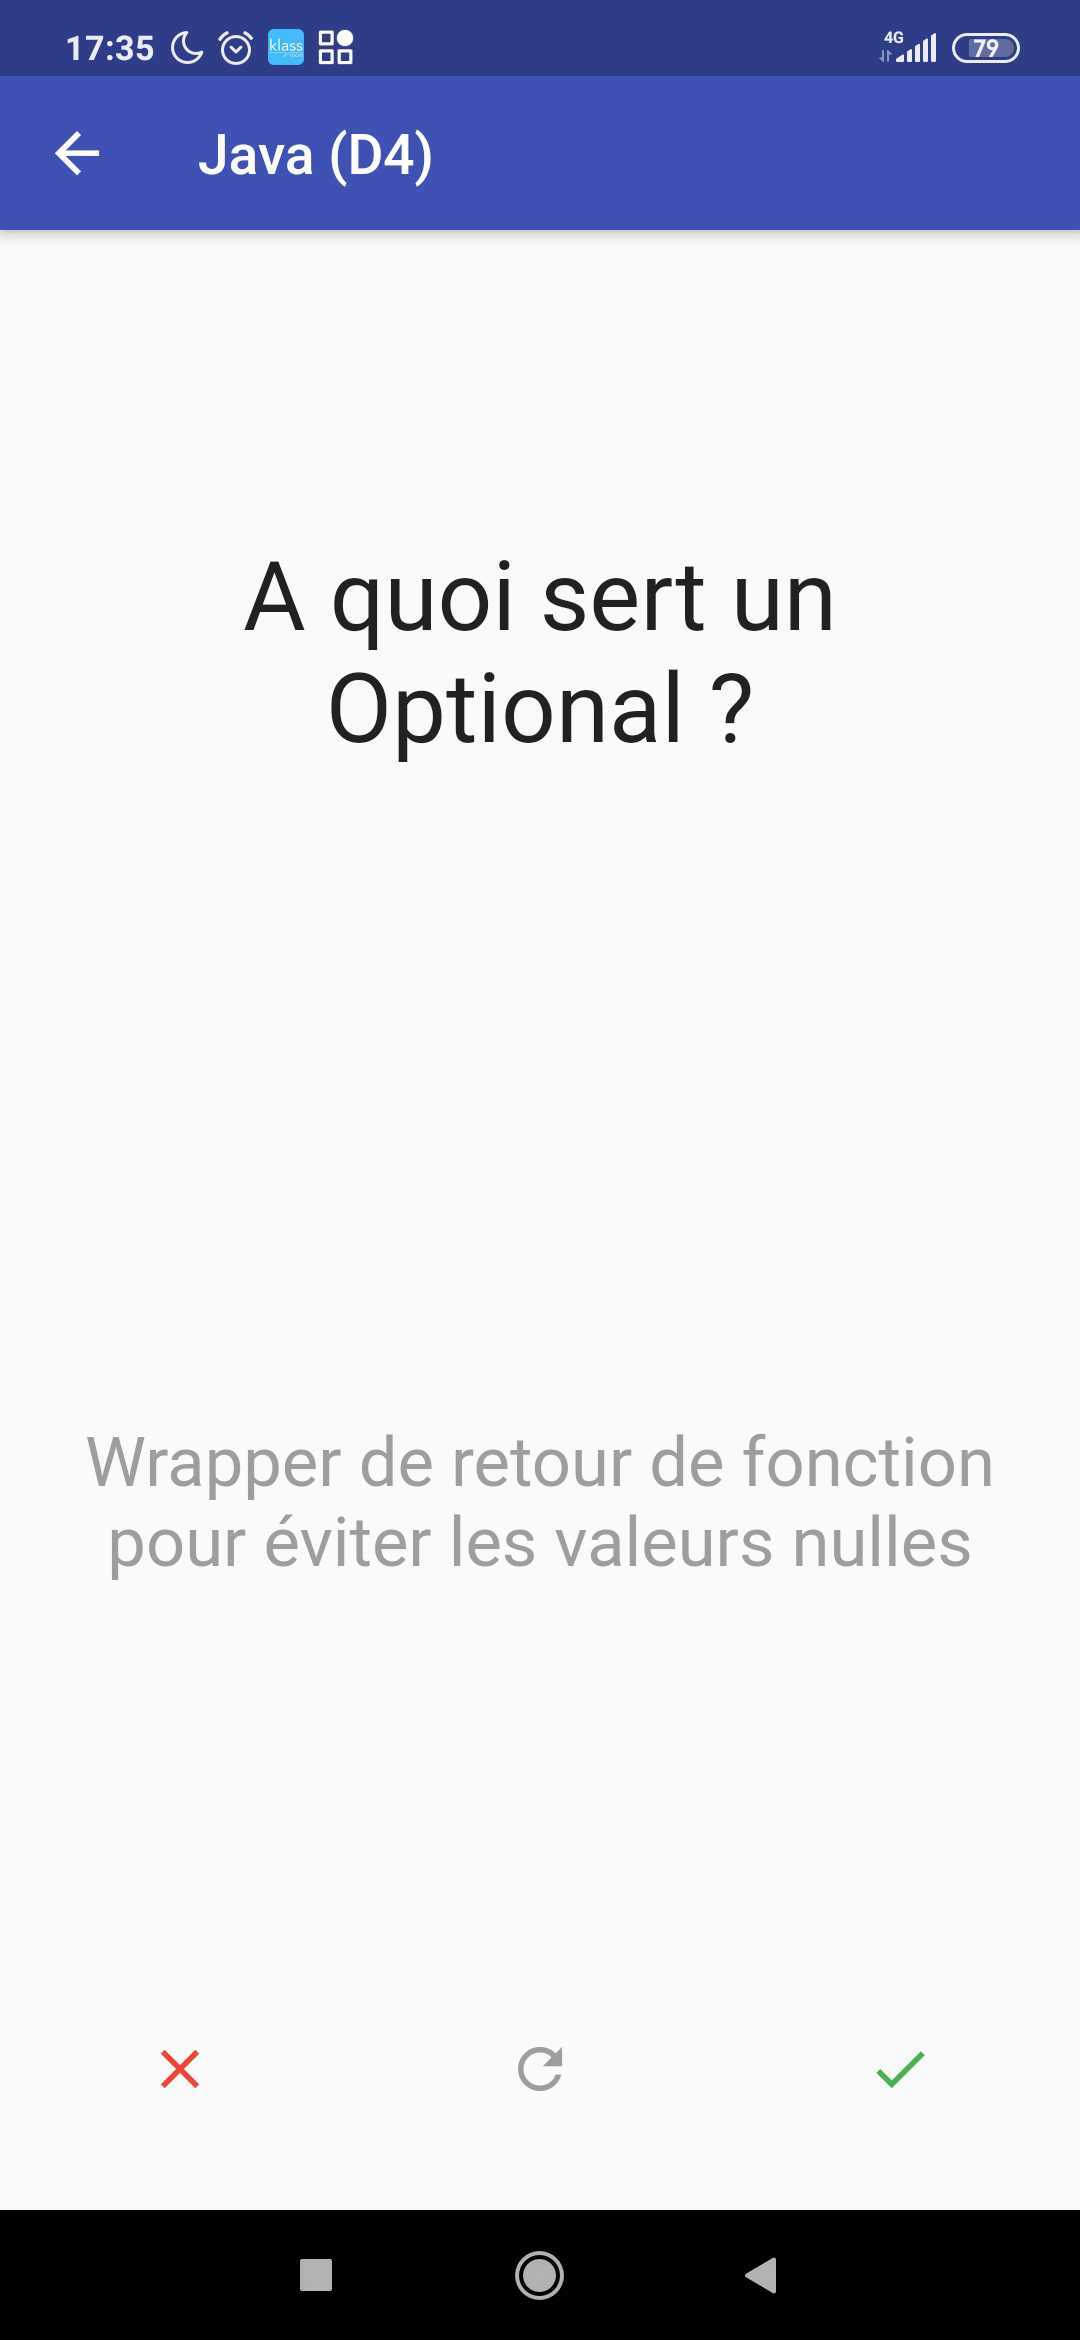 17:35 klass 4G 79
Java (D4)
A quoi sert un
Optional ?
Wrapper de retour de fonction
pour éviter les valeurs nulles